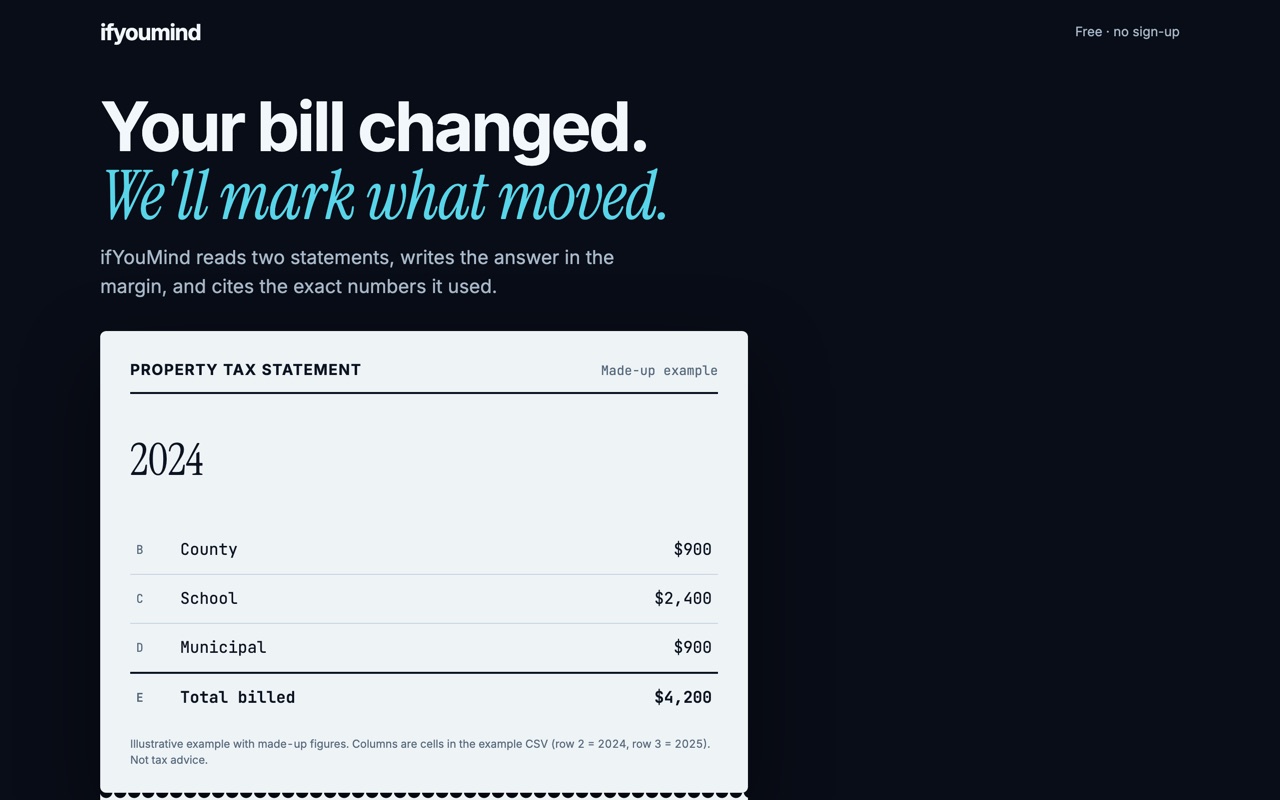 ifyoumind
Free · no sign-up
Your bill changed.
We'll mark what moved.
ifYouMind reads two statements, writes the answer in the
margin, and cites the exact numbers it used.
PROPERTY TAX STATEMENT
Made-up example
2024
B County $900
C School $2,400
D Municipal $900
E Total billed $4,200
Illustrative example with made-up figures. Columns are cells in the example CSV (row 2 = 2024, row 3 = 2025).
Not tax advice.